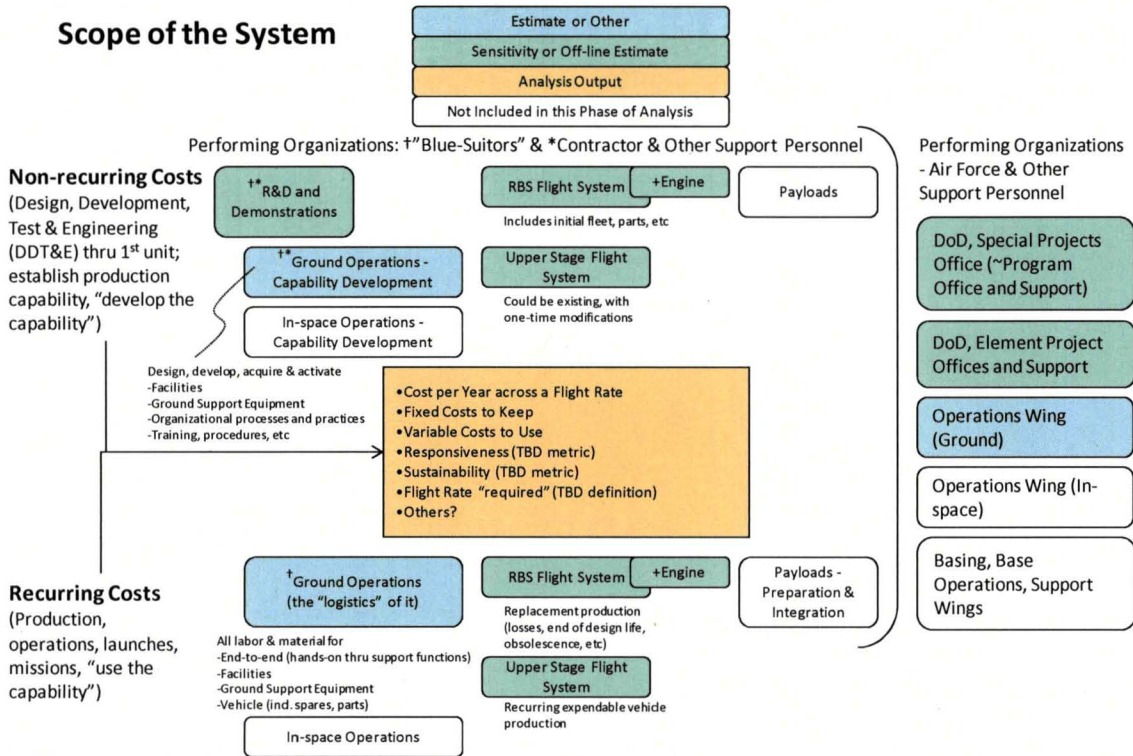 Scope of the System
Estimate or Other
Sensitivity or Off-line Estimate
Analysis Output
Not Included in this Phase of Analysis
Performing Organizations: †"Blue-Suitors" & *Contractor & Other Support Personnel
Non-recurring Costs
(Design, Development,
Test & Engineering
(DDT&E) thru 1st unit;
establish production
capability, "develop the
capability")
†*R&D and
Demonstrations
RBS Flight System
+Engine
Includes initial fleet, parts, etc
Payloads
†*Ground Operations -
Capability Development
Upper Stage Flight
System
Could be existing, with
one-time modifications
In-space Operations -
Capability Development
Design, develop, acquire & activate
-Facilities
-Ground Support Equipment
-Organizational processes and practices
-Training, procedures, etc
•Cost per Year across a Flight Rate
•Fixed Costs to Keep
•Variable Costs to Use
•Responsiveness (TBD metric)
•Sustainability (TBD metric)
•Flight Rate "required" (TBD definition)
•Others?
Recurring Costs
(Production,
operations, launches,
missions, "use the
capability")
†Ground Operations
(the "logistics" of it)
All labor & material for
-End-to-end (hands-on thru support functions)
-Facilities
-Ground Support Equipment
-Vehicle (incl. spares, parts)
In-space Operations
RBS Flight System
+Engine
Replacement production
(losses, end of design life,
obsolescence, etc)
Upper Stage Flight
System
Recurring expendable vehicle
production
Payloads -
Preparation &
Integration
Performing Organizations
- Air Force & Other
Support Personnel
DoD, Special Projects
Office (~Program
Office and Support)
DoD, Element Project
Offices and Support
Operations Wing
(Ground)
Operations Wing (In-
space)
Basing, Base
Operations, Support
Wings